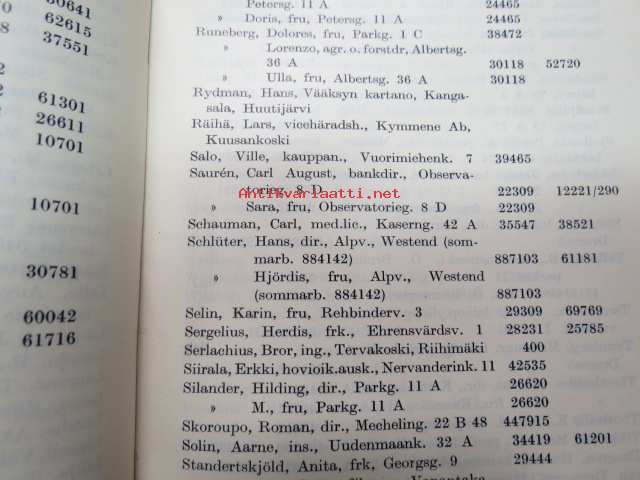 30641
62615
37551
61301
26611
10701
10701
30781
60042
61716
Petersg. 11 A 24465
» Doris, fru, Petersg. 11 A 24465
Runeberg, Dolores, fru, Parkg. 1 C 38472
» Lorenzo, agr. o. forstdr, Albertsg.
36 A 30118 52720
» Ulla, fru, Albertsg. 36 A 30118
Rydman, Hans, Vääksyn kartano, Kanga-
sala, Huutijärvi
Räihä, Lars, vicehäradsh., Kymmene Ab,
Kuusankoski
Salo, Ville, kauppan., Vuorimiehenk. 7 39465
Saurén, Carl August, bankdir., Observa-
torieg. 8 D 22309 12221/290
Antikvariaatti.net
» Sara, fru, Observatorieg. 8 D 22309
Schauman, Carl, med.lic., Kaserng. 42 A 35547 38521
Schlüter, Hans, dir., Alpv., Westend (som-
marb. 884142) 887103 61181
» Hjördis, fru, Alpv., Westend
(sommarb. 884142) 887103
Selin, Karin, fru, Rehbinderv. 3 29309 69769
Sergelius, Herdis, frk., Ehrensvärdsv. 1 28231 25785
Serlachius, Bror, ing., Tervakoski, Riihimäki 400
Siirala, Erkki, hovioik.ausk., Nervanderink. 11 42535
Silander, Hilding, dir., Parkg. 11 A 26620
» M., fru, Parkg. 11 A 26620
Skoroupo, Roman, dir., Mecheling. 22 B 48 447915
Solin, Aarne, ins., Uudenmaank. 32 A 34419 61201
Standertskjöld, Anita, frk, Georgsg. 9 29444